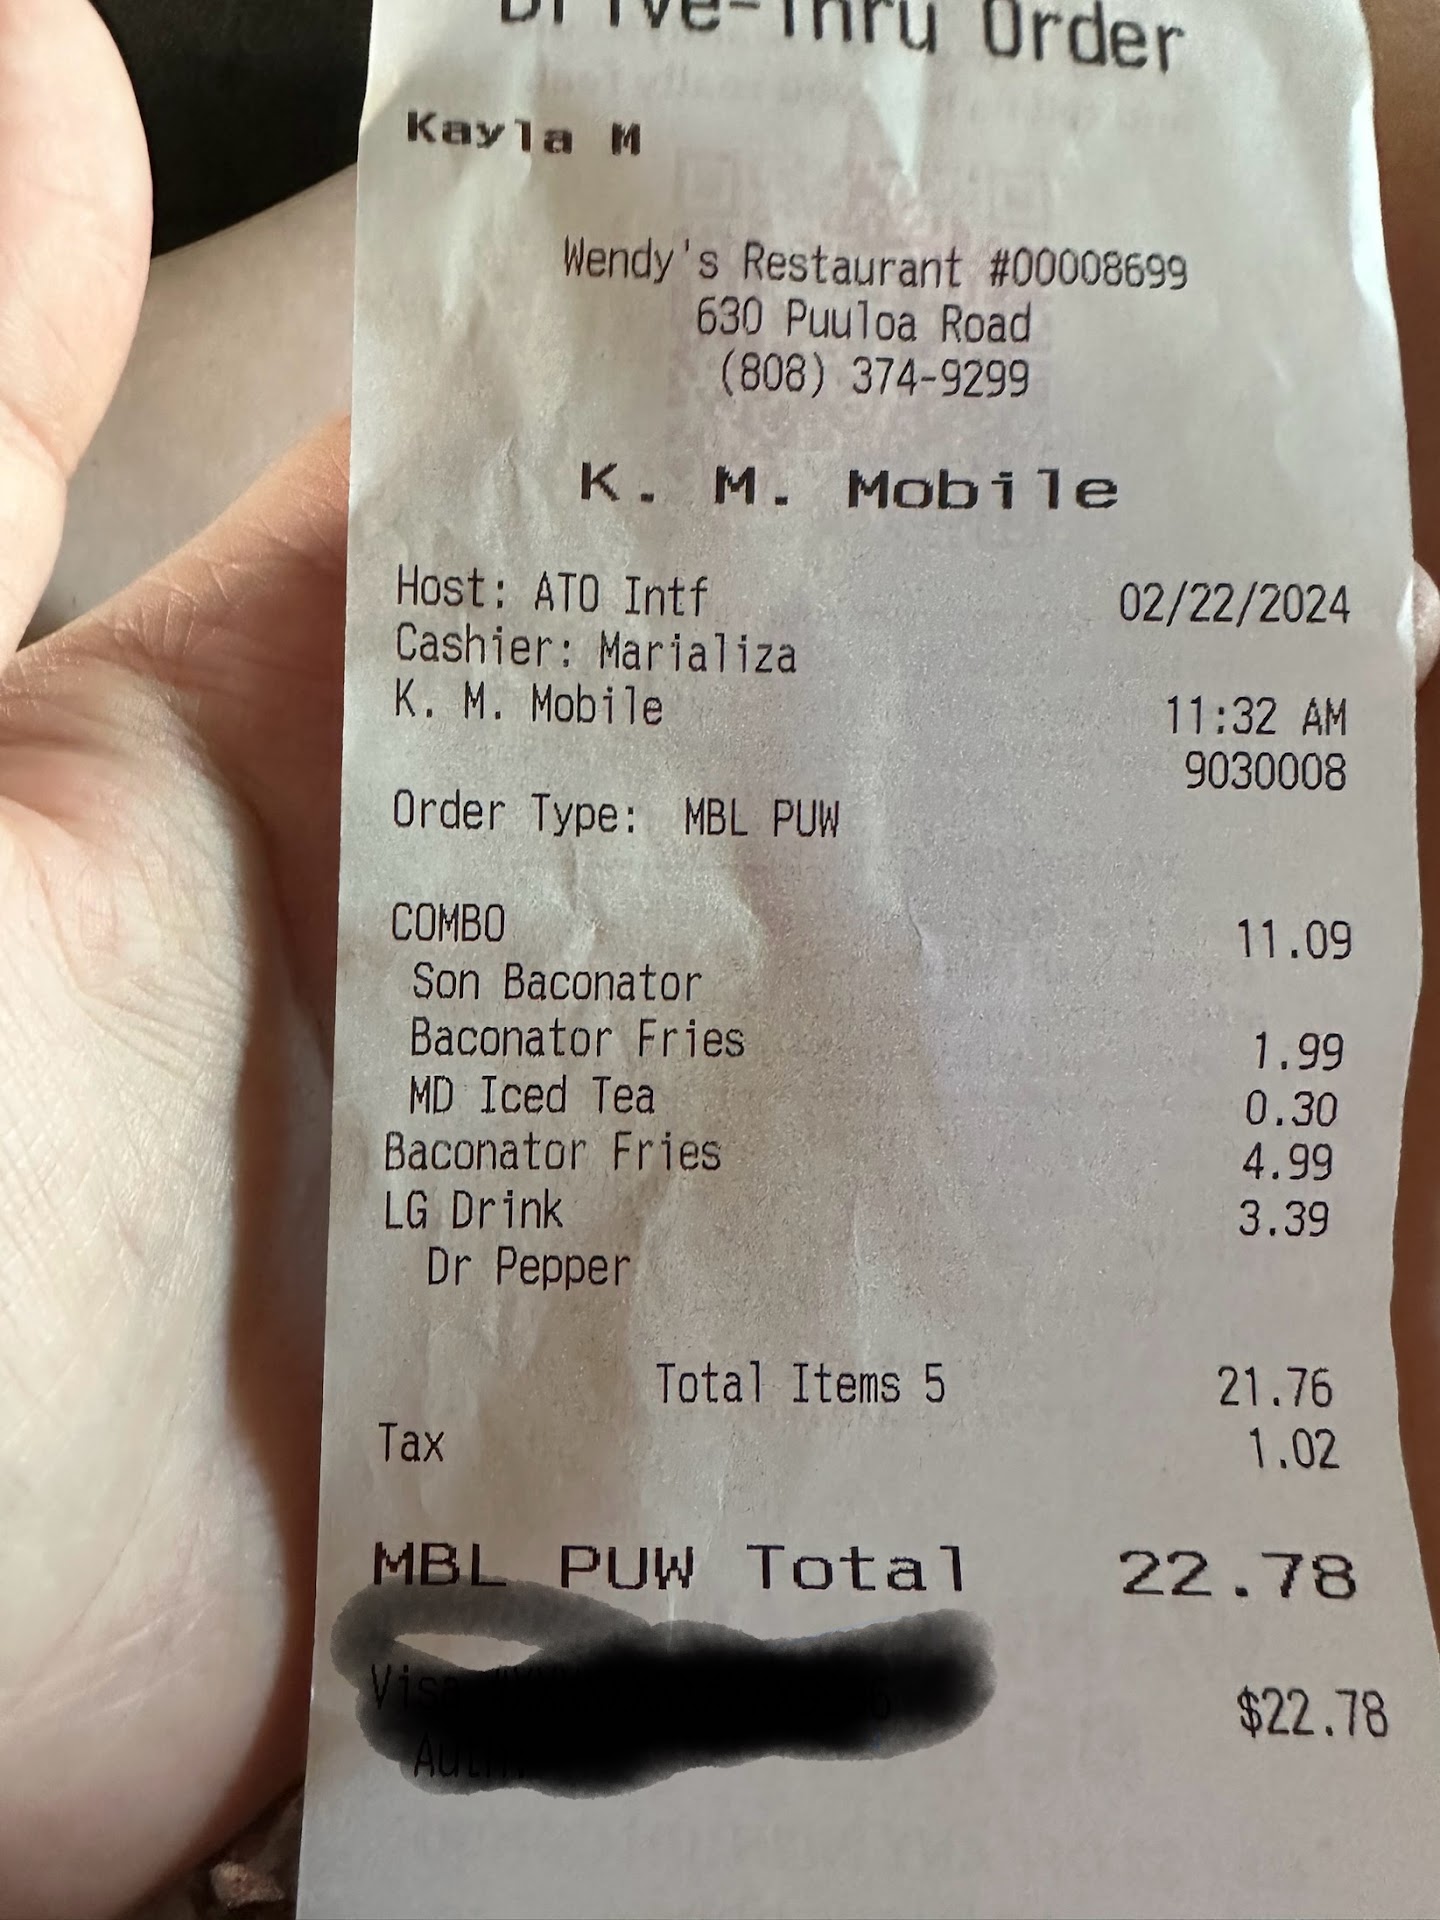 Drive-Thru Order
Kayla M
Wendy's Restaurant #00008699
630 Puuloa Road
(808) 374-9299
K. M. Mobile
Host: ATO Intf 02/22/2024
Cashier: Marializa
K. M. Mobile 11:32 AM
9030008
Order Type: MBL PUW
COMBO 11.09
Son Baconator
Baconator Fries 1.99
MD Iced Tea 0.30
Baconator Fries 4.99
LG Drink 3.39
Dr Pepper
Total Items 5 21.76
Tax 1.02
MBL PUW Total 22.78
Visa $22.78
Auth: